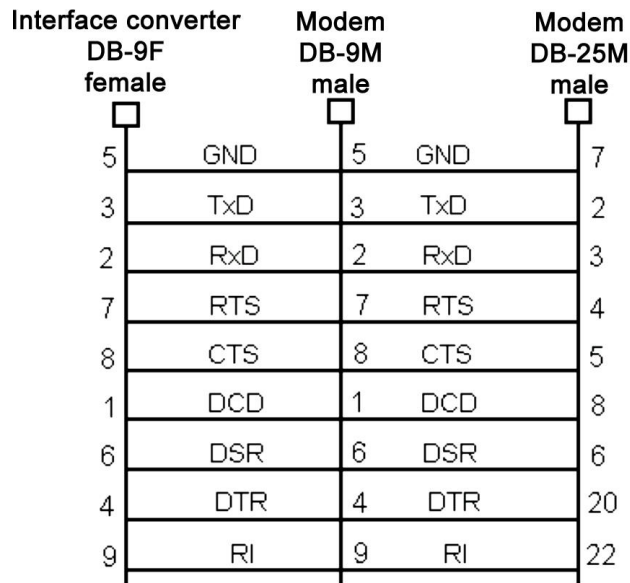 Interface converter Modem Modem
DB-9F DB-9M DB-25M
female male male
5 GND 5 GND 7
3 TxD 3 TxD 2
2 RxD 2 RxD 3
7 RTS 7 RTS 4
8 CTS 8 CTS 5
1 DCD 1 DCD 8
6 DSR 6 DSR 6
4 DTR 4 DTR 20
9 RI 9 RI 22